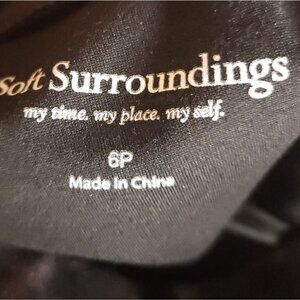 Soft Surroundings
my time. my place. my self.
6P
Made in China